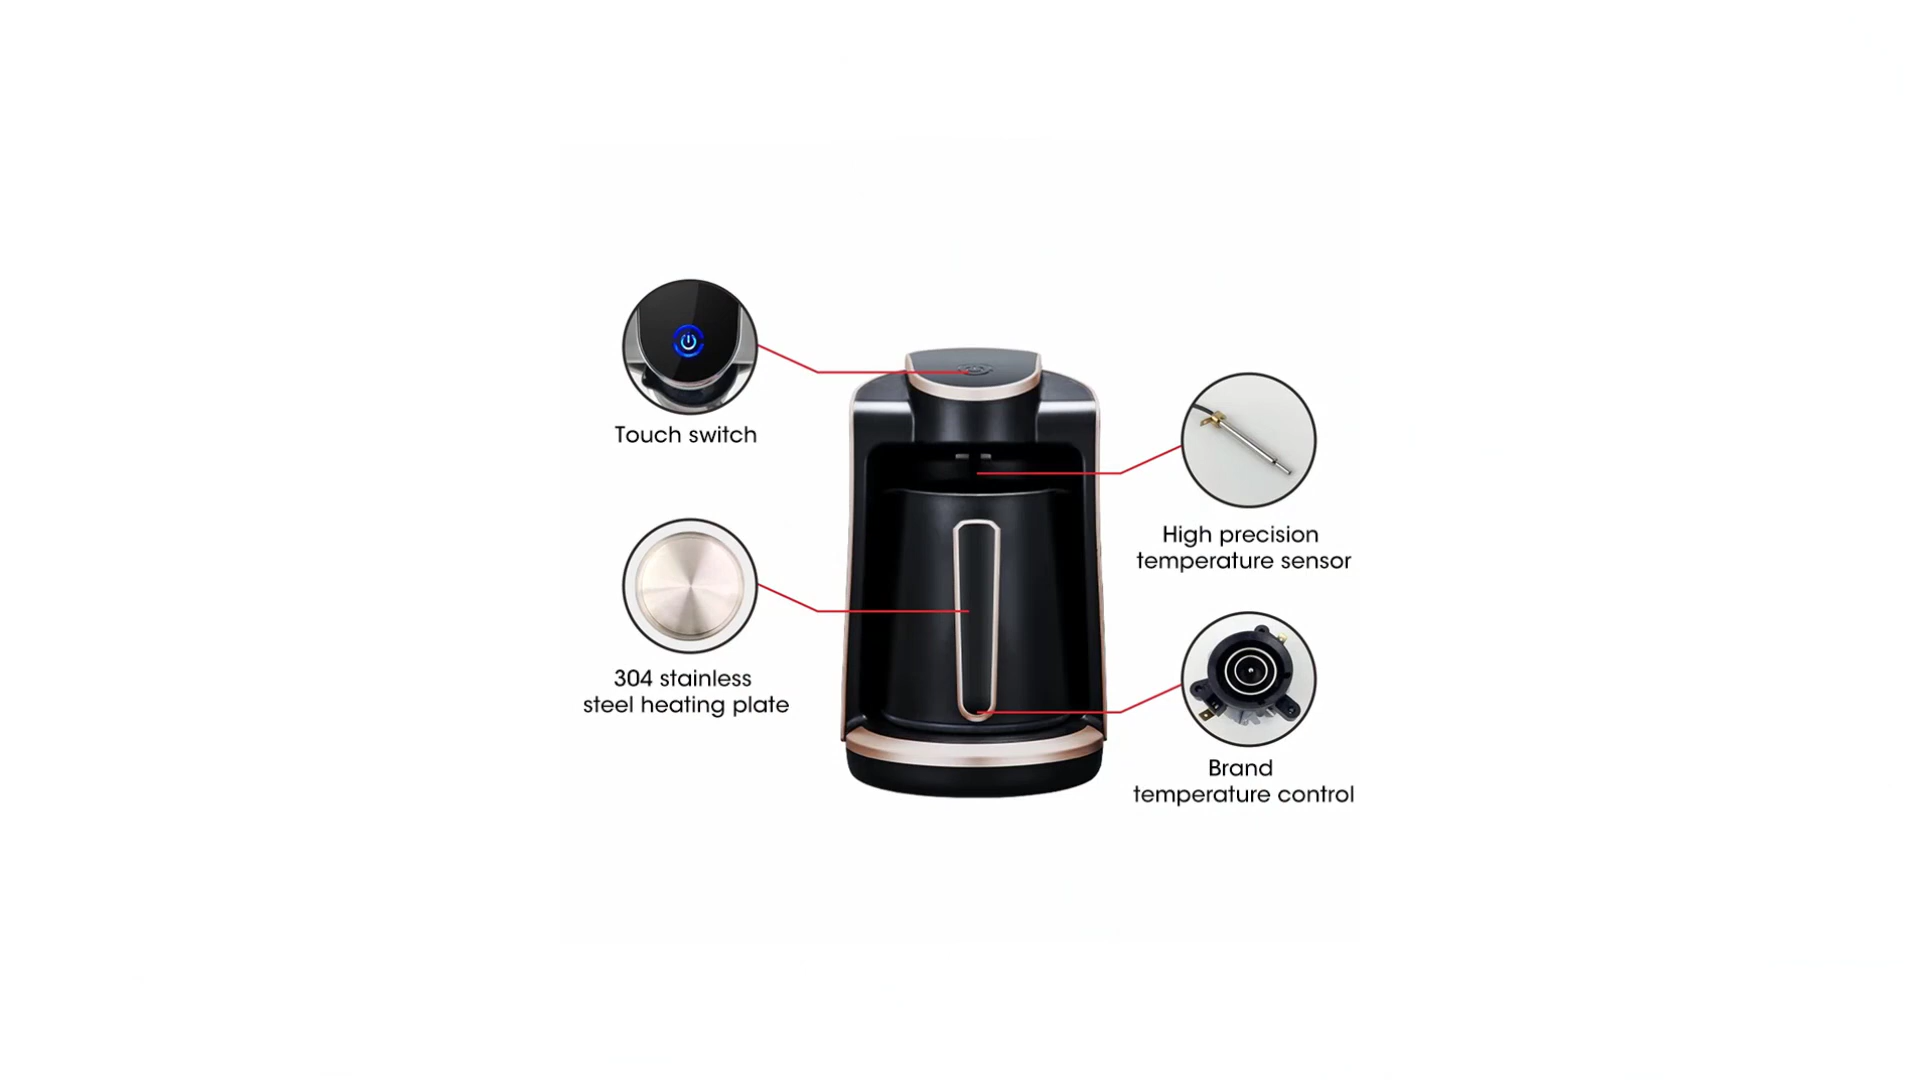 Touch switch
High precision
temperature sensor
304 stainless
steel heating plate
Brand
temperature control